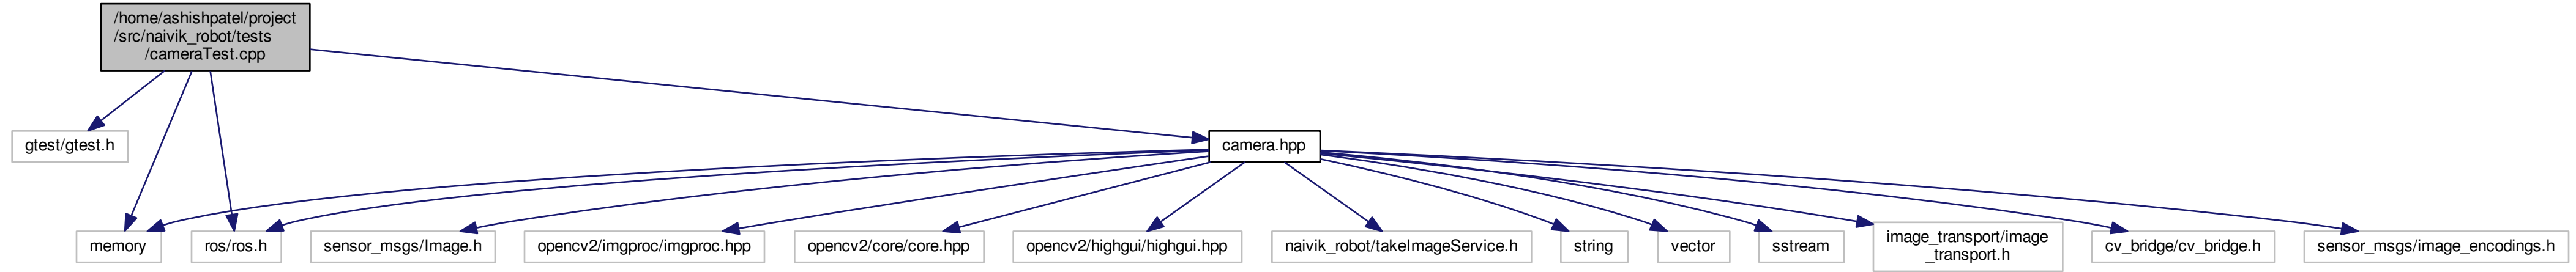 /home/ashishpatel/project
/src/naivik_robot/tests
/cameraTest.cpp
gtest/gtest.h
camera.hpp
memory
ros/ros.h
sensor_msgs/Image.h
opencv2/imgproc/imgproc.hpp
opencv2/core/core.hpp
opencv2/highgui/highgui.hpp
naivik_robot/takeImageService.h
string
vector
sstream
image_transport/image
_transport.h
cv_bridge/cv_bridge.h
sensor_msgs/image_encodings.h